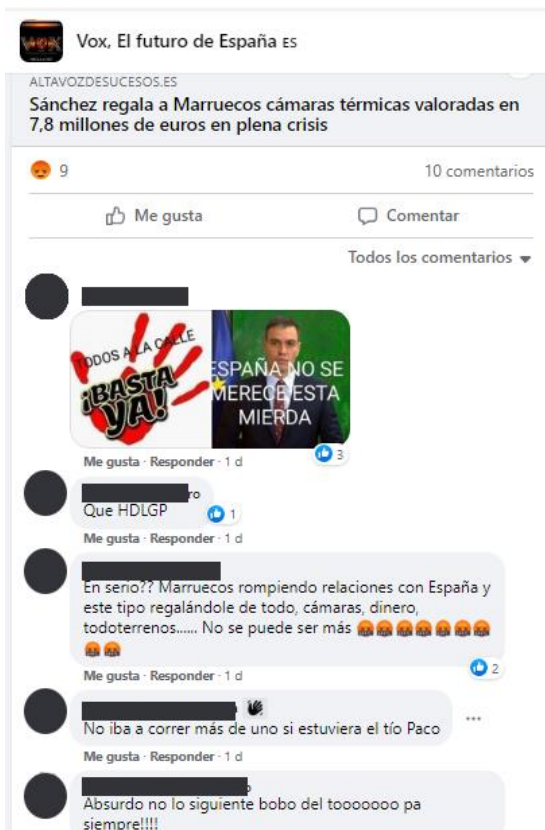 VOX
Vox, El futuro de España ES
ALTAVOZDESUCESOS.ES
Sánchez regala a Marruecos cámaras térmicas valoradas en
7,8 millones de euros en plena crisis
9
10 comentarios
Me gusta
Comentar
Todos los comentarios
TODOS A LA CALLE
¡BASTA
YA!
ESPAÑA NO SE
MERECE ESTA
MIERDA
3
Me gusta · Responder · 1 d
ro
Que HDLGP
1
Me gusta · Responder · 1 d
En serio?? Marruecos rompiendo relaciones con España y
este tipo regalándole de todo, cámaras, dinero,
todoterrenos...... No se puede ser más 🤬🤬🤬🤬🤬🤬🤬
🤬🤬
2
Me gusta · Responder · 1 d
No iba a correr más de uno si estuviera el tío Paco
Me gusta · Responder · 1 d
Absurdo no lo siguiente bobo del tooooooo pa
siempre!!!!